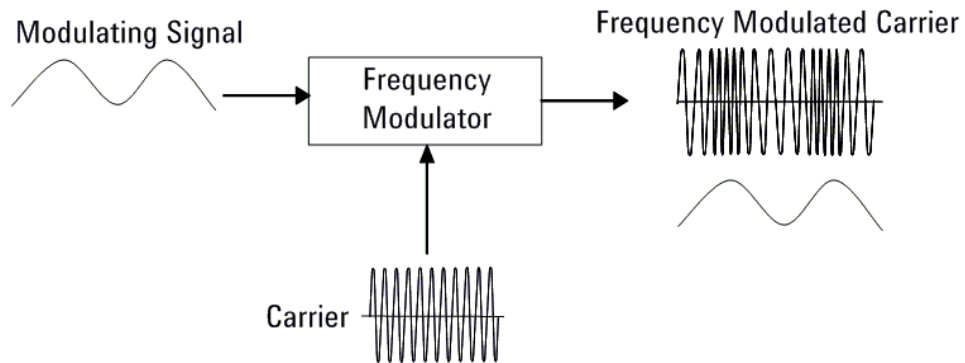 Modulating Signal
Frequency Modulated Carrier
Frequency
Modulator
Carrier